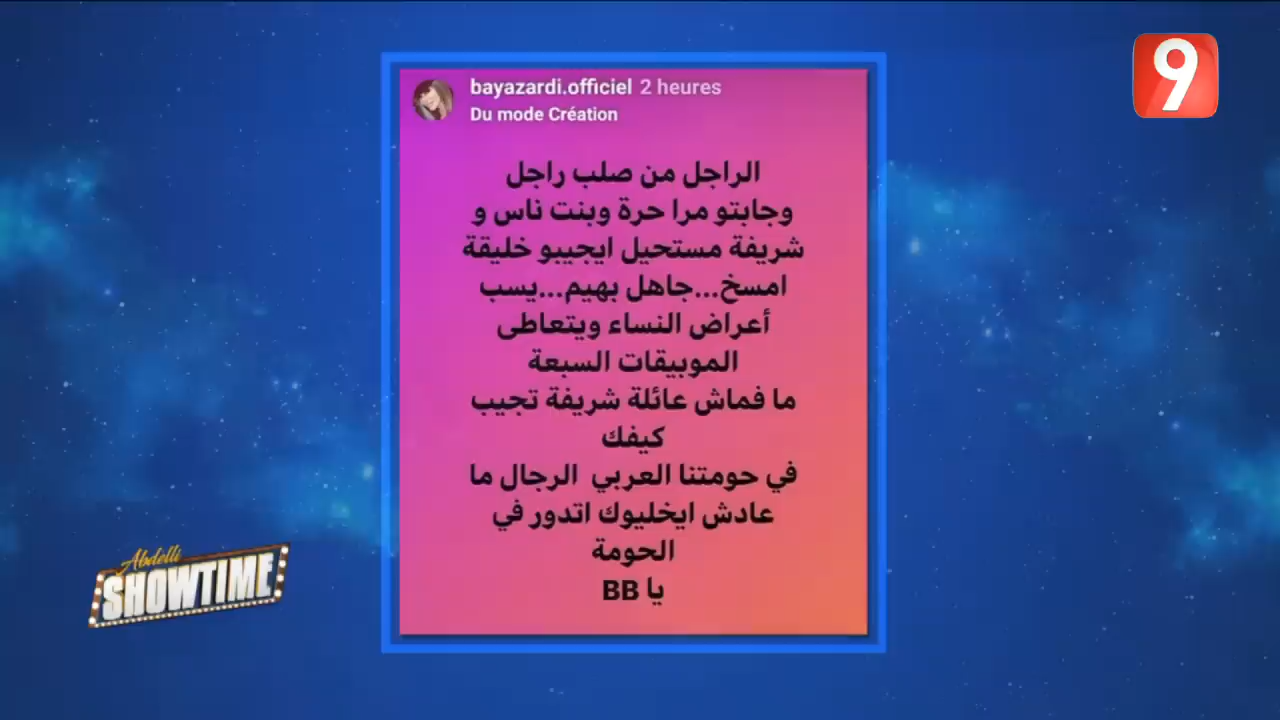 9
bayazardi.officiel 2 heures
Du mode Création
الراجل من صلب راجل
وجابتو مرا حرة وبنت ناس و
شريفة مستحيل ايجيبو خليقة
امسخ...جاهل بهيم...يسب
أعراض النساء ويتعاطى
الموبيقات السبعة
ما فماش عائلة شريفة تجيب
كيفك
في حومتنا العربي الرجال ما
عادش ايخليوك اتدور في
الحومة
يا BB
Abdelli
SHOWTIME